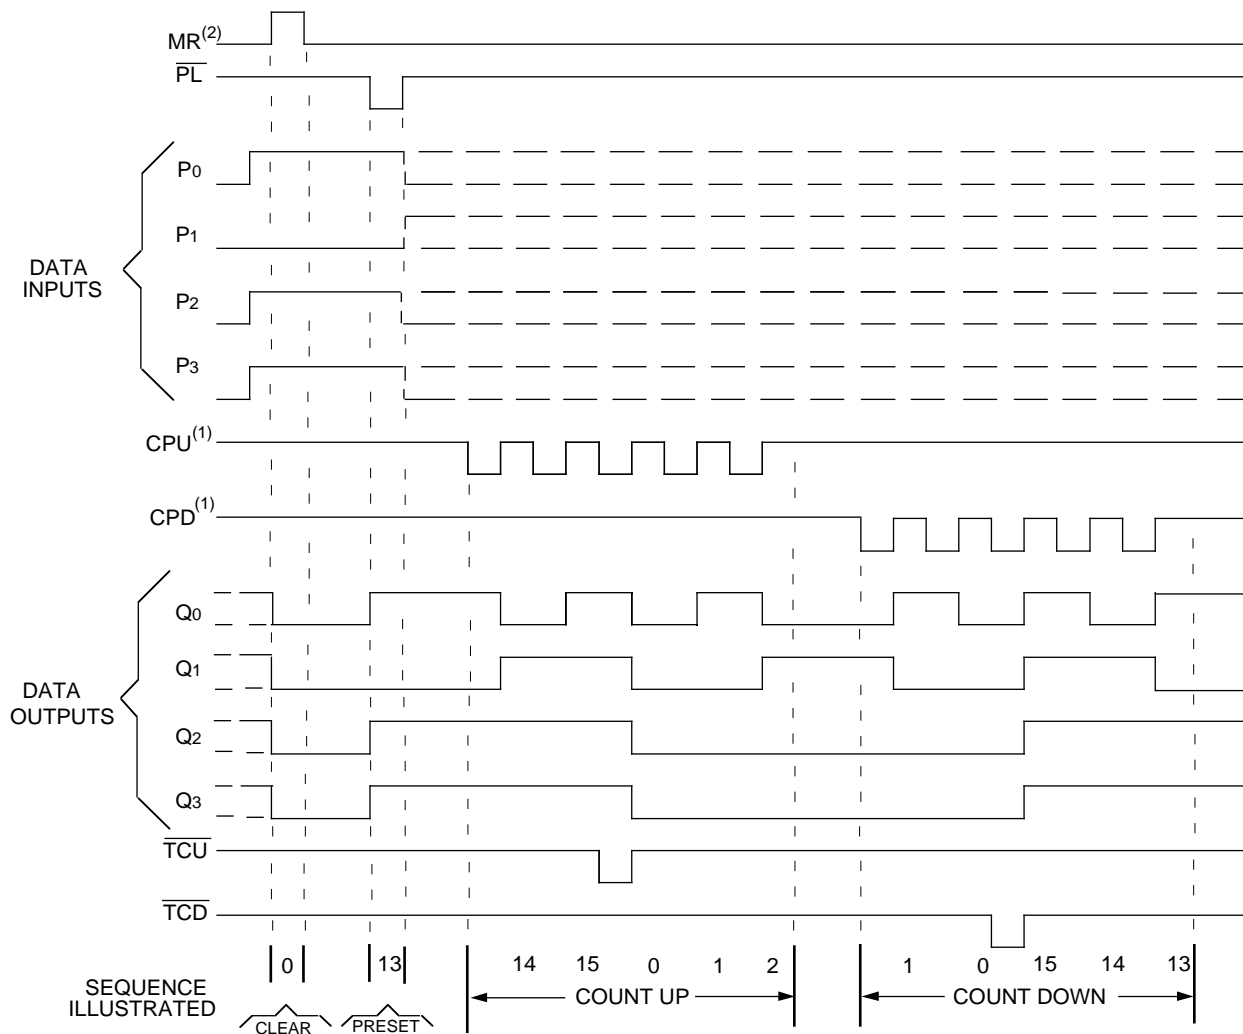 MR(2)
PL
P0
P1
DATA
INPUTS
P2
P3
CPU(1)
CPD(1)
Q0
Q1
DATA
OUTPUTS
Q2
Q3
TCU
TCD
0 13 14 15 0 1 2 1 0 15 14 13
SEQUENCE
ILLUSTRATED
COUNT UP COUNT DOWN
CLEAR PRESET